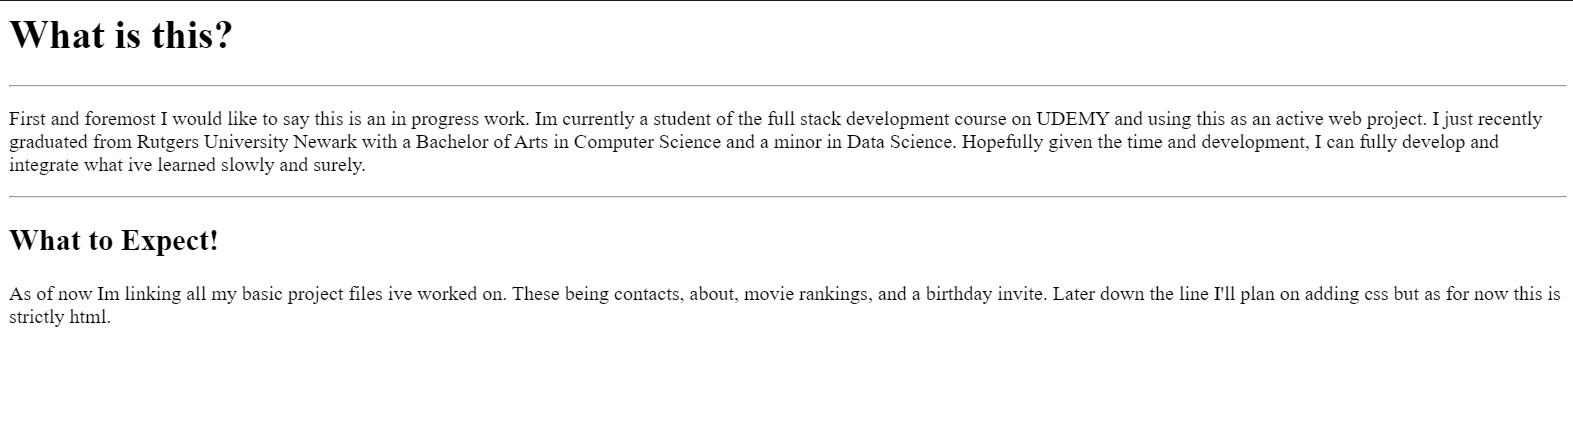 What is this?
First and foremost I would like to say this is an in progress work. Im currently a student of the full stack development course on UDEMY and using this as an active web project. I just recently
graduated from Rutgers University Newark with a Bachelor of Arts in Computer Science and a minor in Data Science. Hopefully given the time and development, I can fully develop and
integrate what ive learned slowly and surely.
What to Expect!
As of now Im linking all my basic project files ive worked on. These being contacts, about, movie rankings, and a birthday invite. Later down the line I'll plan on adding css but as for now this is
strictly html.